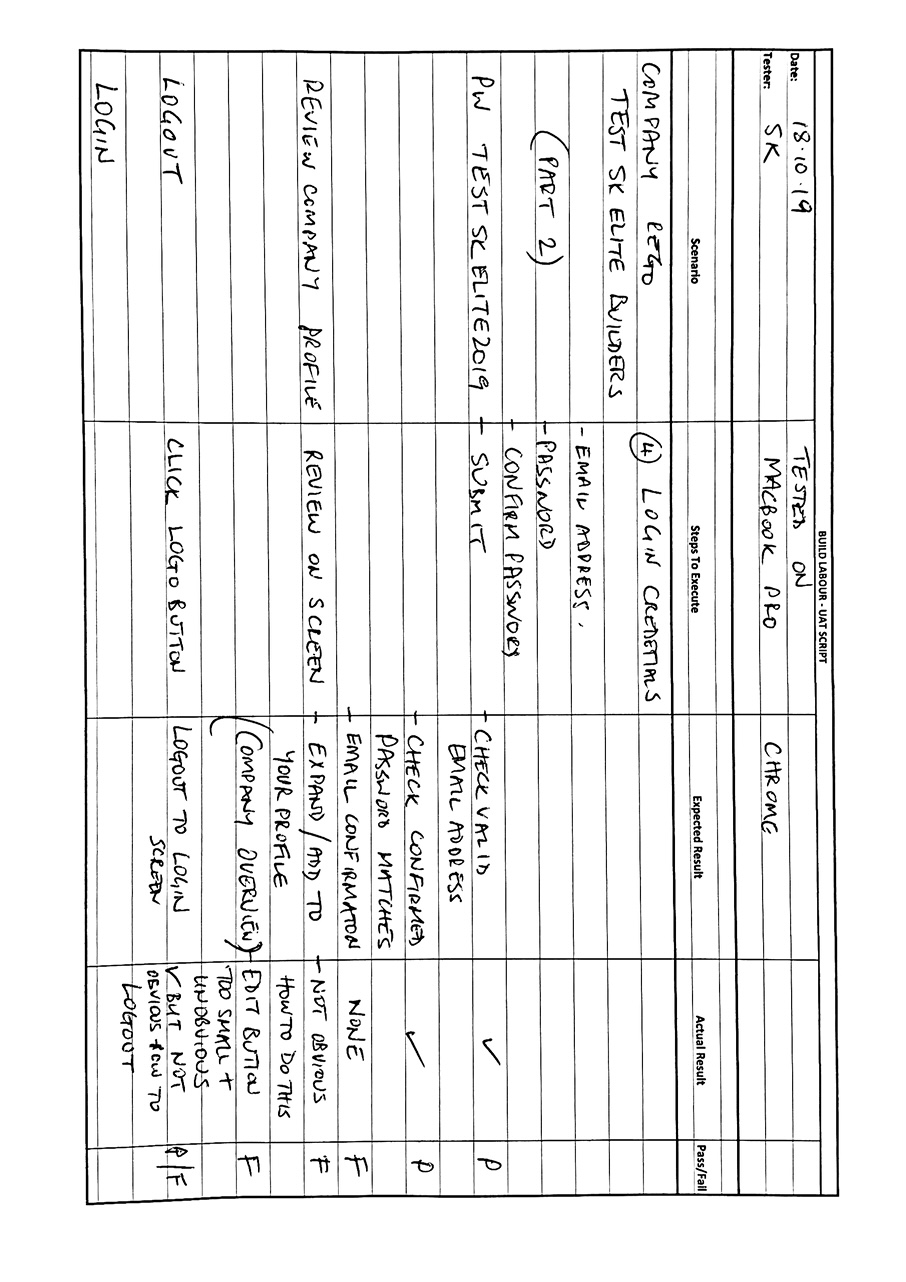 BUILD LABOUR - UAT SCRIPT
Date: 18.10.19 TESTED ON
Tester: SK MACBOOK PRO CHROME
Scenario Steps To Execute Expected Result Actual Result Pass/Fail
COMPANY REGO ④ LOGIN CREDETIALS
TEST SK ELITE BUILDERS
- EMAIL ADDRESS.
(PART 2) - PASSWORD
- CONFIRM PASSWORD
PW TEST SK ELITE2019 - SUBMIT - CHECK VALID ✓ P
EMAIL ADDRESS
- CHECK CONFIRMED ✓ P
PASSWORD MATCHES
- EMAIL CONFIRMATON NONE F
REVIEW COMPANY PROFILE REVIEW ON SCREEN - EXPAND / ADD TO - NOT OBVIOUS F
YOUR PROFILE HOW TO DO THIS
(COMPANY OVERVIEW) - EDIT BUTTON F
TOO SMALL +
UNOBVIOUS
LOGOUT CLICK LOGO BUTTON LOGOUT TO LOGIN ✓ BUT NOT P/F
SCREEN OBVIOUS HOW TO
LOGOUT
LOGIN